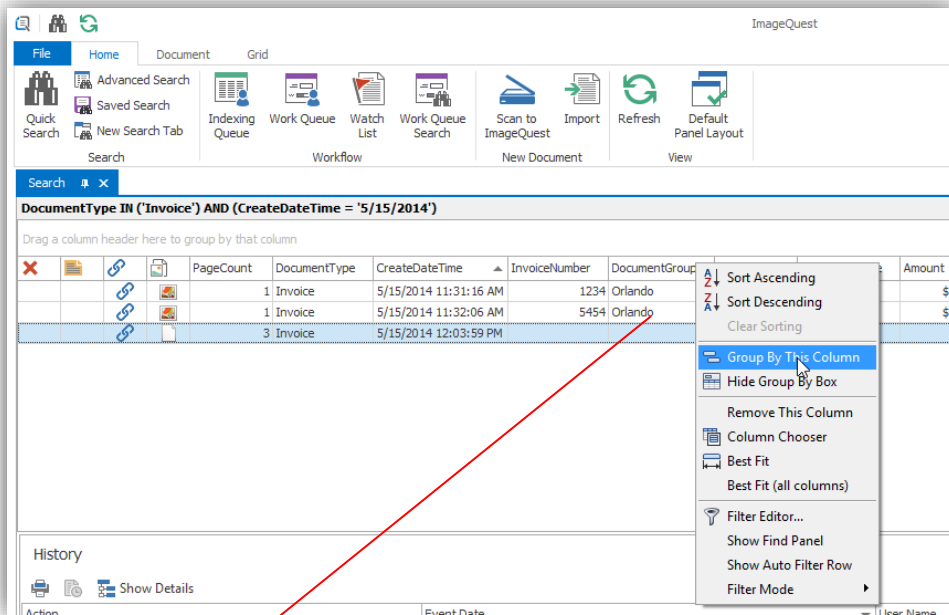 ImageQuest
File Home Document Grid
Quick Search
Advanced Search
Saved Search
New Search Tab
Indexing Queue
Work Queue
Watch List
Work Queue Search
Scan to ImageQuest
Import
Refresh
Default Panel Layout
Search Workflow New Document View
Search
DocumentType IN ('Invoice') AND (CreateDateTime = '5/15/2014')
Drag a column header here to group by that column
PageCount DocumentType CreateDateTime InvoiceNumber DocumentGroup Amount
1 Invoice 5/15/2014 11:31:16 AM 1234 Orlando $
1 Invoice 5/15/2014 11:32:06 AM 5454 Orlando $
3 Invoice 5/15/2014 12:03:59 PM
Sort Ascending
Sort Descending
Clear Sorting
Group By This Column
Hide Group By Box
Remove This Column
Column Chooser
Best Fit
Best Fit (all columns)
Filter Editor...
Show Find Panel
Show Auto Filter Row
Filter Mode
History
Show Details
Action Event Date User Name